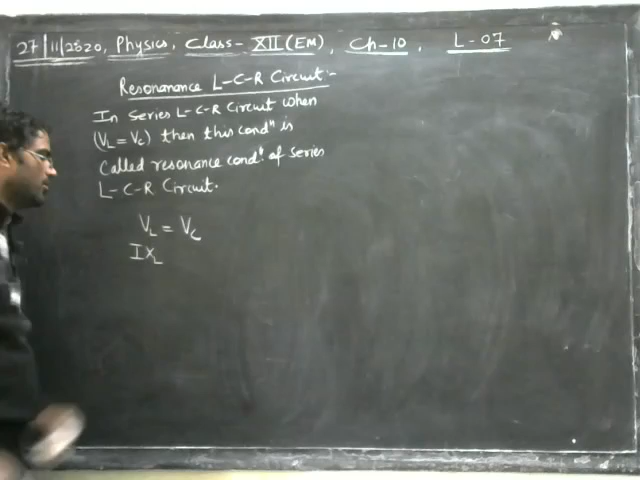 27/11/2020, Physics, Class- XII (EM), Ch-10, L-07
Resonanance L-C-R Circuit:-
In Series L-C-R Circuit when
(VL = VC) then this condn is
Called resonance condn. of Series
L-C-R Circuit.
VL = VC
IXL